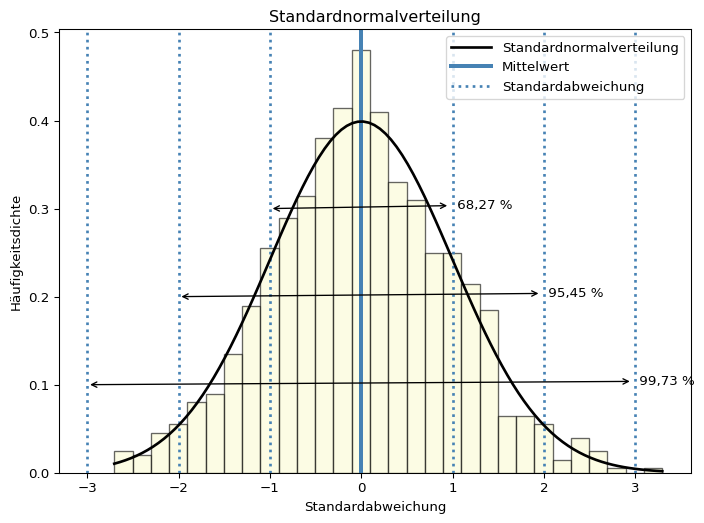 Standardnormalverteilung
Standardnormalverteilung
Mittelwert
Standardabweichung
0.5
0.4
0.3
0.2
0.1
0.0
Häufigkeitsdichte
68,27 %
95,45 %
99,73 %
−3 −2 −1 0 1 2 3
Standardabweichung